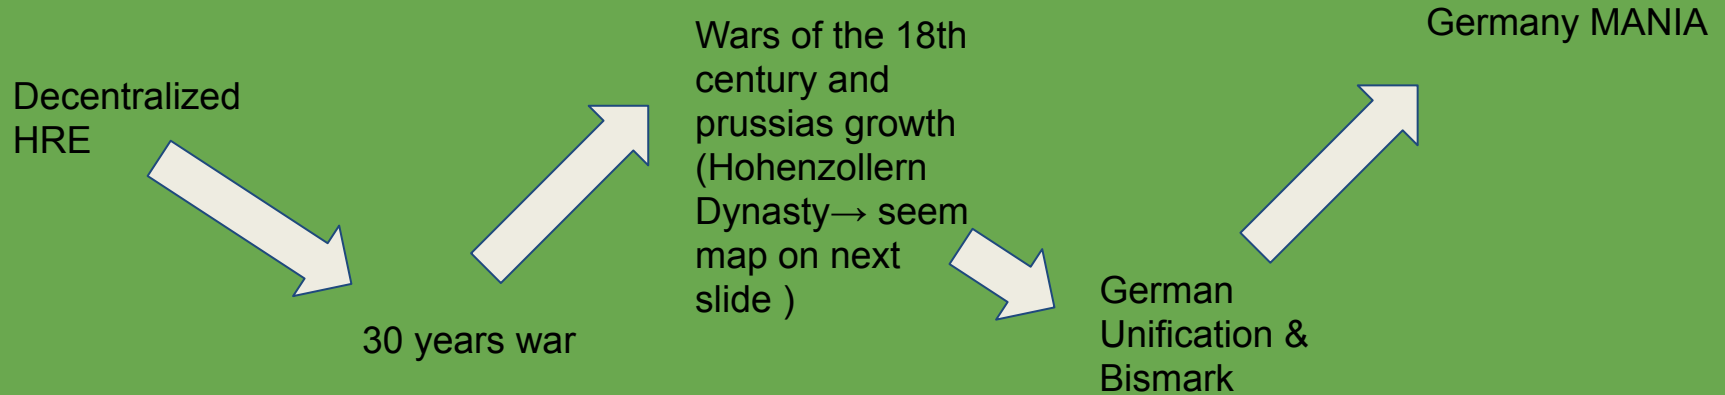 Decentralized
HRE
30 years war
Wars of the 18th
century and
prussias growth
(Hohenzollern
Dynasty→ seem
map on next
slide )
German
Unification &
Bismark
Germany MANIA